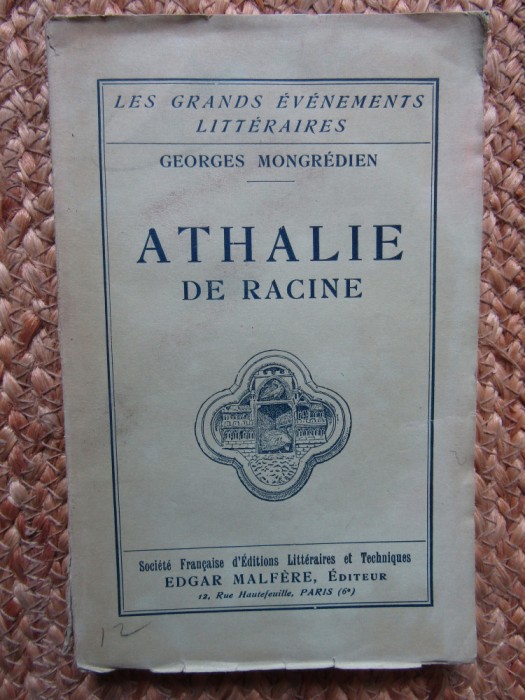 LES GRANDS ÉVÉNEMENTS
LITTÉRAIRES
GEORGES MONGRÉDIEN
ATHALIE
DE RACINE
Société Française d'Éditions Littéraires et Techniques
EDGAR MALFÈRE, ÉDITEUR
12, Rue Hautefeuille, PARIS (6e)
12